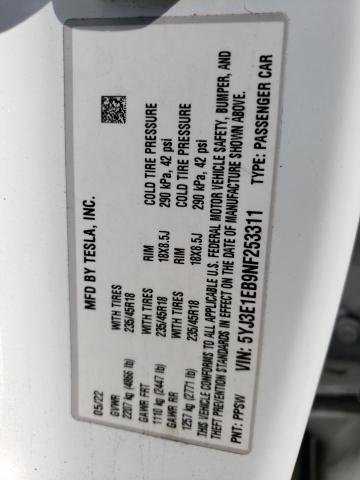 MFD BY TESLA, INC.
05/22
GVWR
2207 kg (4866 lb)
WITH TIRES
235/45R18
GAWR FRT
1110 kg (2447 lb)
WITH TIRES
235/45R18
RIM
18X8.5J
COLD TIRE PRESSURE
290 kPa, 42 psi
GAWR RR
1257 kg (2771 lb)
WITH TIRES
235/45R18
RIM
18X8.5J
COLD TIRE PRESSURE
290 kPa, 42 psi
THIS VEHICLE CONFORMS TO ALL APPLICABLE U.S. FEDERAL MOTOR VEHICLE SAFETY, BUMPER, AND
THEFT PREVENTION STANDARDS IN EFFECT ON THE DATE OF MANUFACTURE SHOWN ABOVE.
VIN: 5YJ3E1EB9NF253311
TYPE: PASSENGER CAR
PNT: PPSW